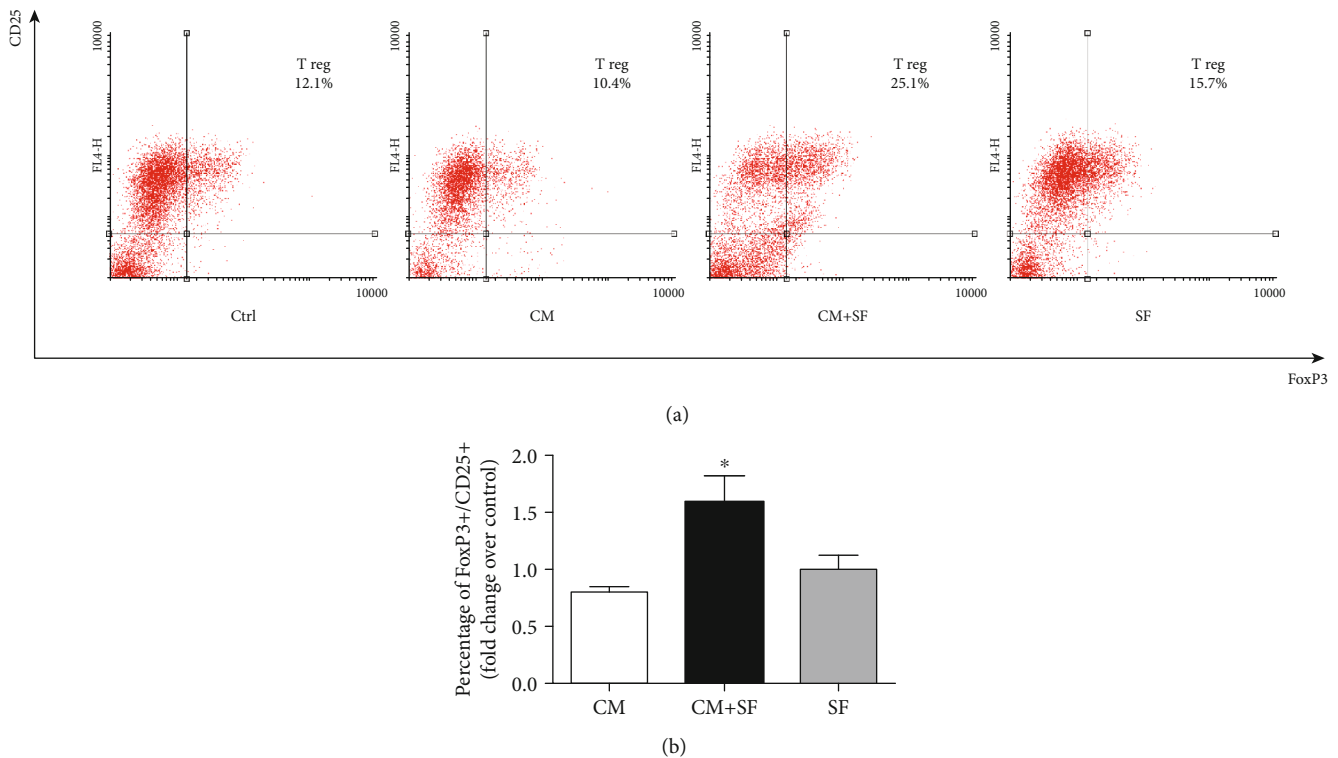 CD25
10000
FL4-H
T reg
12.1%
10000
Ctrl
10000
FL4-H
T reg
10.4%
10000
CM
10000
FL4-H
T reg
25.1%
10000
CM+SF
10000
FL4-H
T reg
15.7%
10000
SF
FoxP3
(a)
Percentage of FoxP3+/CD25+
(fold change over control)
2.0
1.5
1.0
0.5
0.0
*
CM
CM+SF
SF
(b)